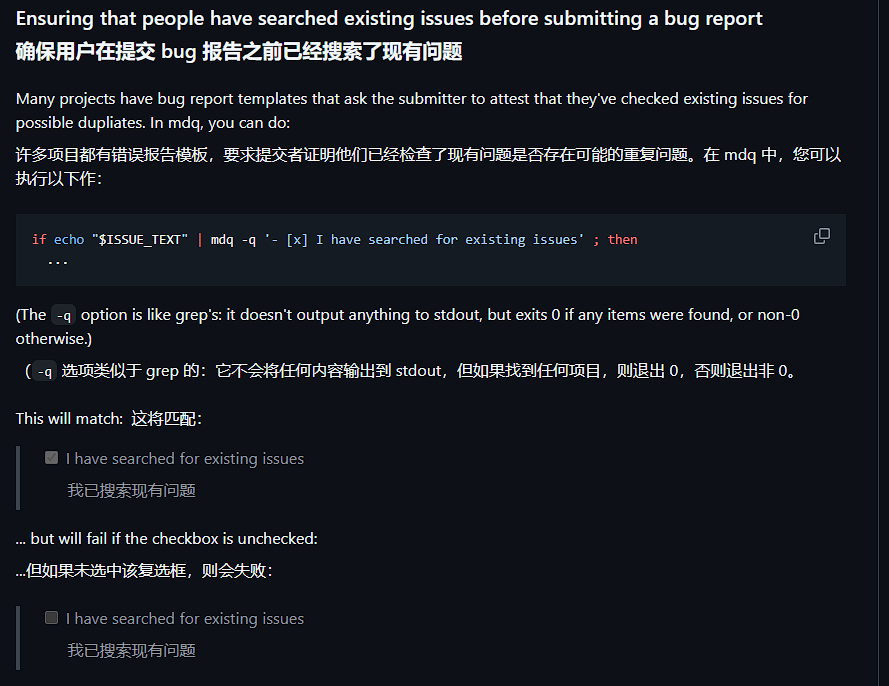 Ensuring that people have searched existing issues before submitting a bug report
确保用户在提交 bug 报告之前已经搜索了现有问题
Many projects have bug report templates that ask the submitter to attest that they've checked existing issues for
possible dupliates. In mdq, you can do:
许多项目都有错误报告模板，要求提交者证明他们已经检查了现有问题是否存在可能的重复问题。在 mdq 中，您可以
执行以下作：
if echo "$ISSUE_TEXT" | mdq -q '- [x] I have searched for existing issues' ; then
...
(The -q option is like grep's: it doesn't output anything to stdout, but exits 0 if any items were found, or non-0
otherwise.)
（-q 选项类似于 grep 的：它不会将任何内容输出到 stdout，但如果找到任何项目，则退出 0，否则退出非 0。
This will match: 这将匹配：
I have searched for existing issues
我已搜索现有问题
... but will fail if the checkbox is unchecked:
...但如果未选中该复选框，则会失败：
I have searched for existing issues
我已搜索现有问题